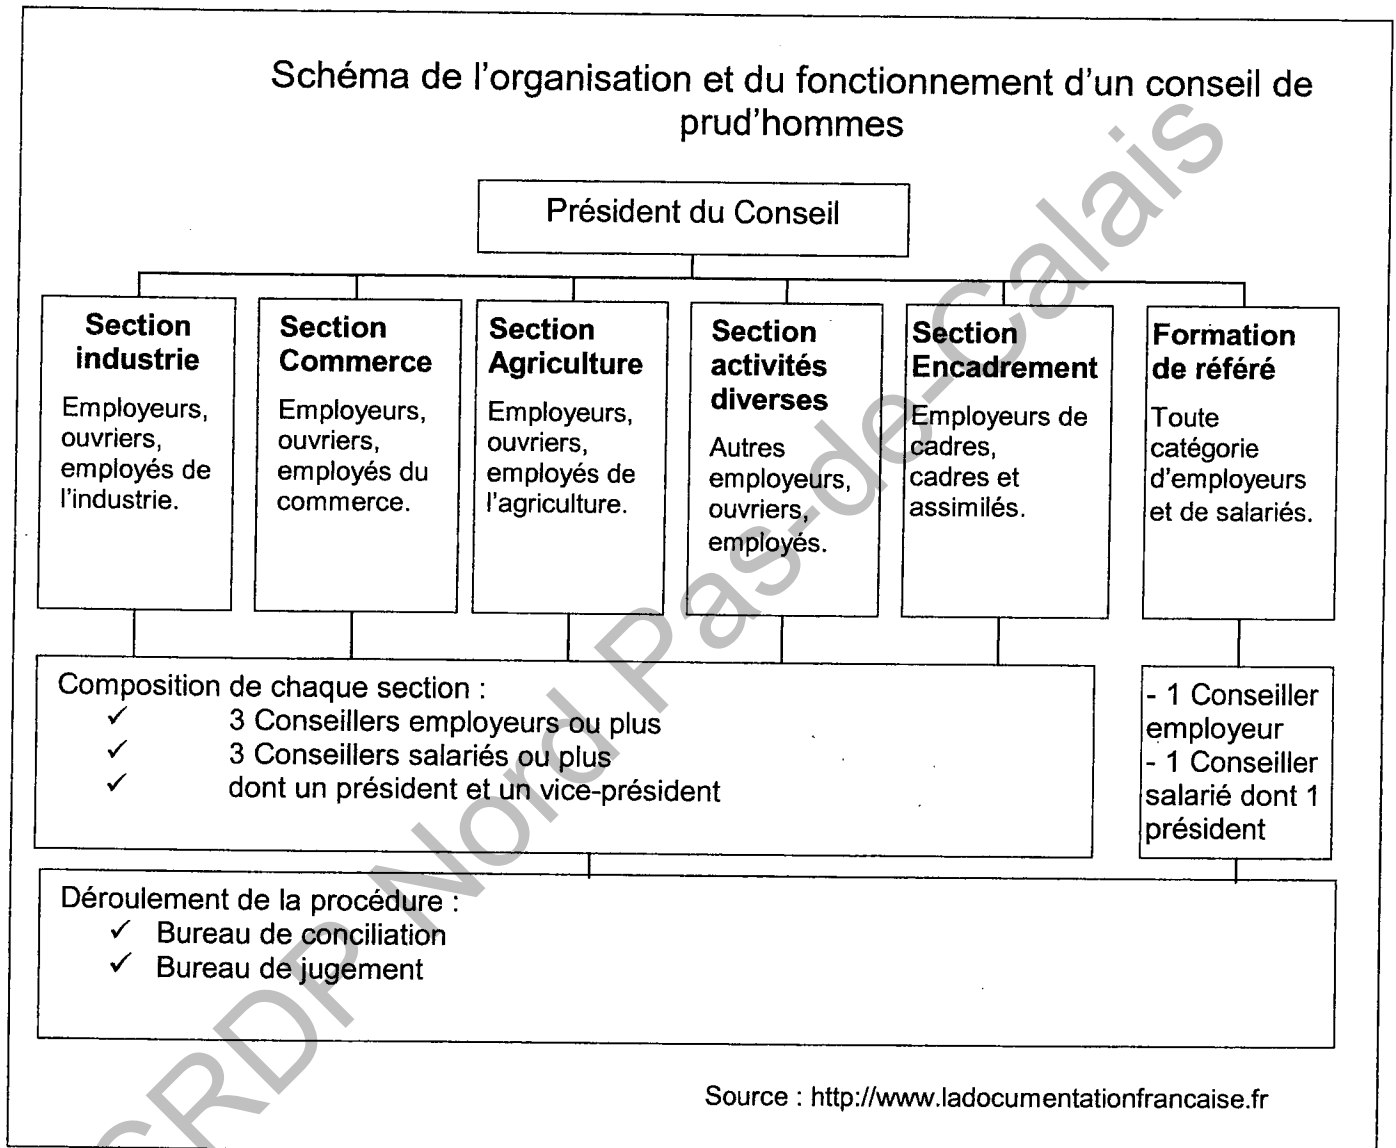 Schéma de l'organisation et du fonctionnement d'un conseil de
prud'hommes
Président du Conseil
Section
industrie
Employeurs,
ouvriers,
employés de
l'industrie.
Section
Commerce
Employeurs,
ouvriers,
employés du
commerce.
Section
Agriculture
Employeurs,
ouvriers,
employés de
l'agriculture.
Section
activités
diverses
Autres
employeurs,
ouvriers,
employés.
Section
Encadrement
Employeurs de
cadres,
cadres et
assimilés.
Formation
de référé
Toute
catégorie
d'employeurs
et de salariés.
Composition de chaque section :
✓ 3 Conseillers employeurs ou plus
✓ 3 Conseillers salariés ou plus
✓ dont un président et un vice-président
- 1 Conseiller
employeur
- 1 Conseiller
salarié dont 1
président
Déroulement de la procédure :
✓ Bureau de conciliation
✓ Bureau de jugement
Source : http://www.ladocumentationfrancaise.fr
CRDP Nord Pas-de-Calais